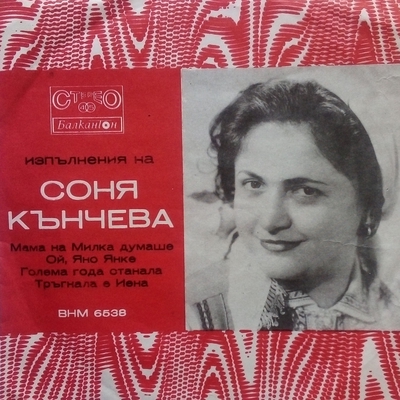 СТЕРЕО
Балкантон
изпълнения на
СОНЯ
КЪНЧЕВА
Мама на Милка думаше
Ой, Яно Янке
Голема года станала
Тръгнала е Иена
ВНМ 6538